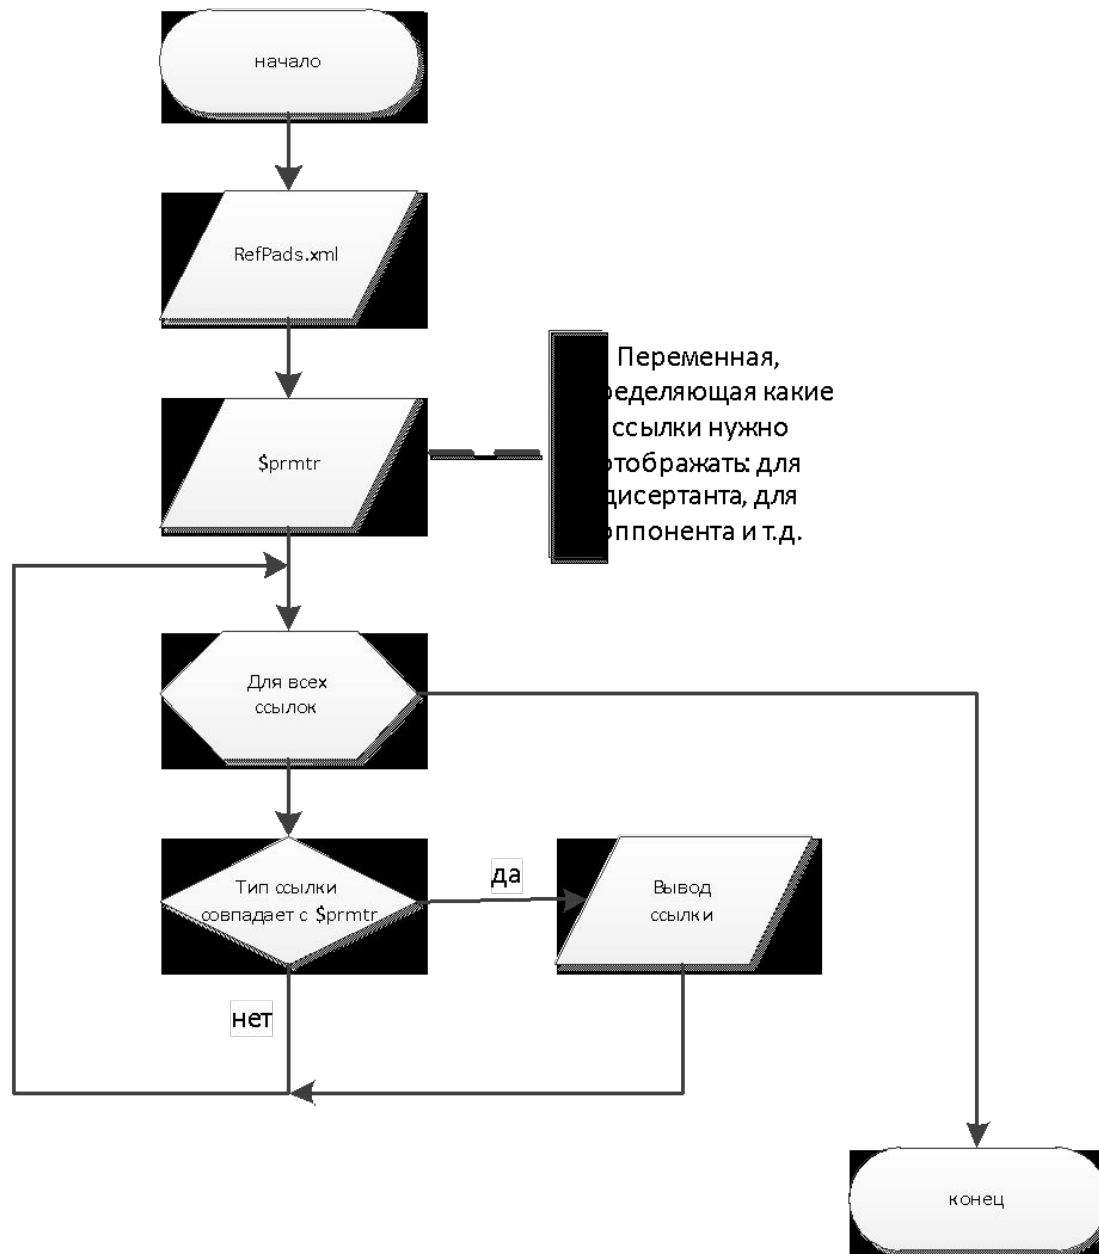 начало
RefPads.xml
Переменная,
ределяющая какие
ссылки нужно
отображать: для
дисертанта, для
оппонента и т.д.
$prmtr
Для всех
ссылок
Тип ссылки
совпадает с $prmtr
да
Вывод
ссылки
нет
конец